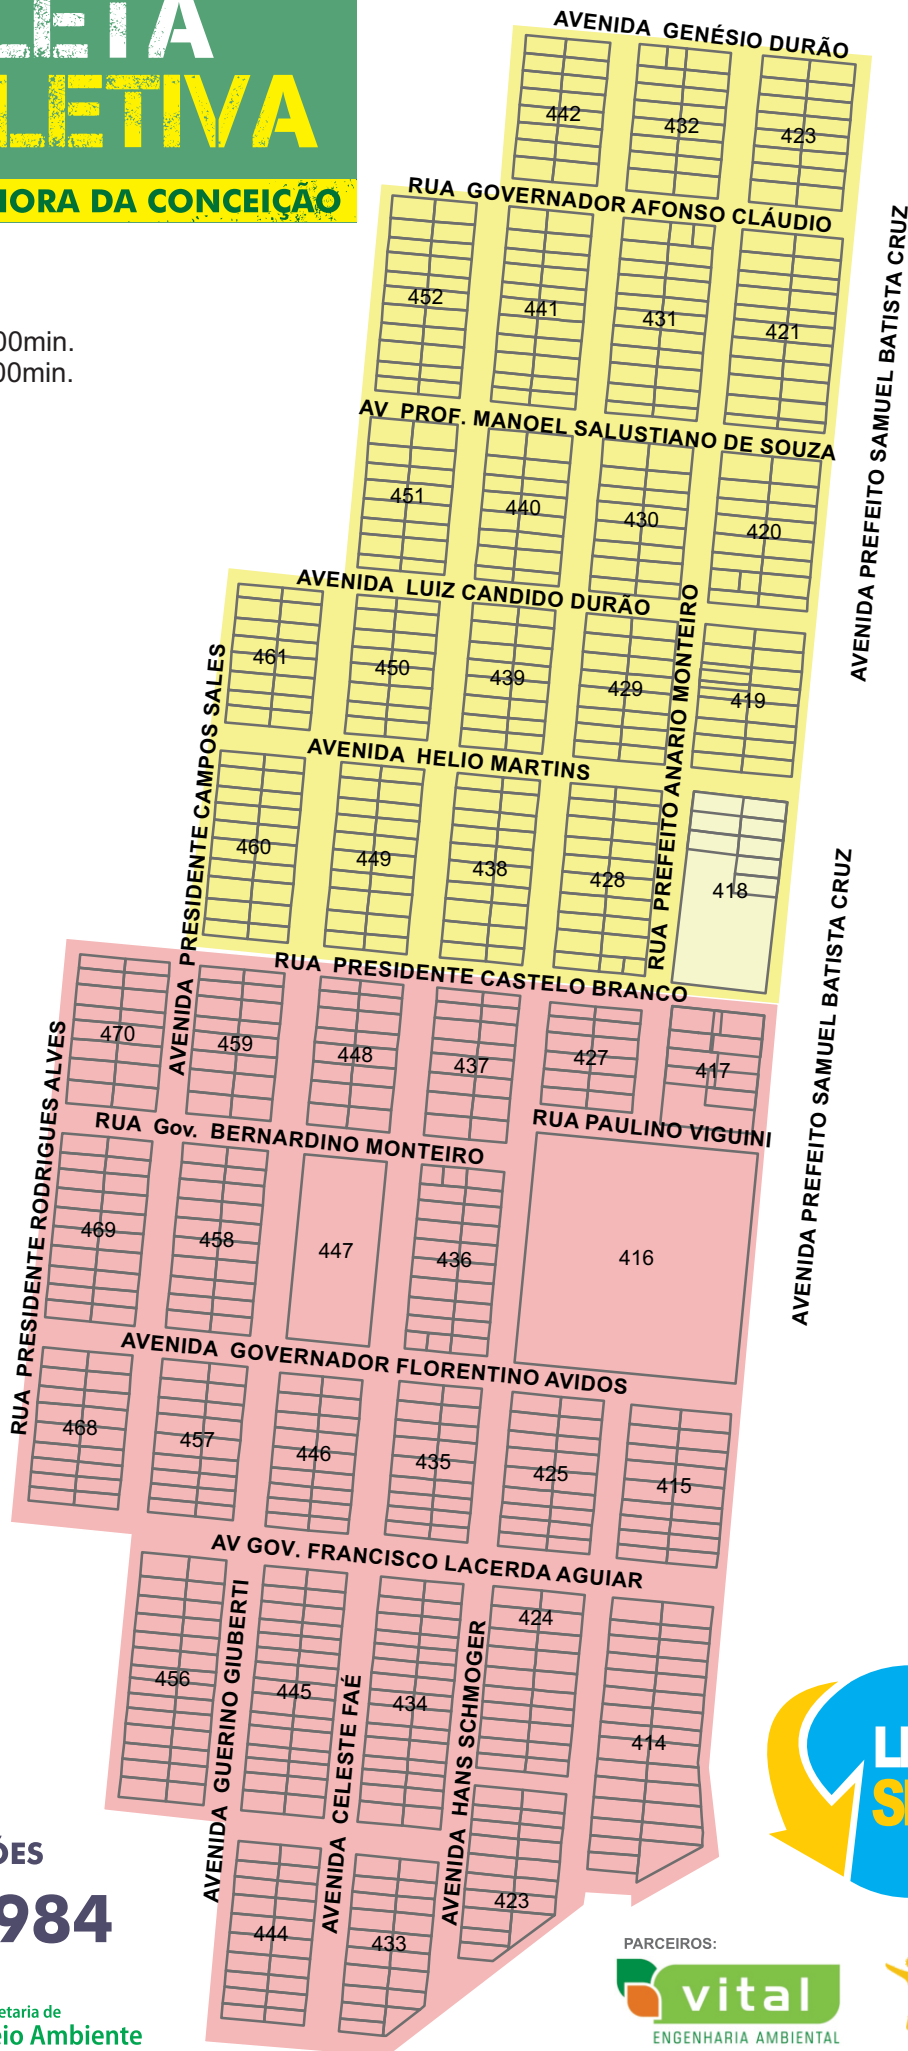 LETA
LETIVA
HORA DA CONCEIÇÃO
00min.
00min.
AVENIDA GENÉSIO DURÃO
442
432
423
RUA GOVERNADOR AFONSO CLÁUDIO
452
441
431
421
AVENIDA PREFEITO SAMUEL BATISTA CRUZ
AV PROF. MANOEL SALUSTIANO DE SOUZA
451
440
430
420
AVENIDA LUIZ CANDIDO DURÃO
461
450
439
429
419
RUA PREFEITO ANARIO MONTEIRO
AVENIDA PRESIDENTE CAMPOS SALES
AVENIDA HELIO MARTINS
460
449
438
428
418
AVENIDA PREFEITO SAMUEL BATISTA CRUZ
RUA PRESIDENTE CASTELO BRANCO
470
459
448
437
427
417
RUA PRESIDENTE RODRIGUES ALVES
RUA Gov. BERNARDINO MONTEIRO
RUA PAULINO VIGUINI
469
458
447
436
416
AVENIDA GOVERNADOR FLORENTINO AVIDOS
468
457
446
435
425
415
AV GOV. FRANCISCO LACERDA AGUIAR
456
445
434
424
414
AVENIDA GUERINO GIUBERTI
AVENIDA CELESTE FAÉ
AVENIDA HANS SCHMOGER
423
444
433
ÕES
984
etaria de
eio Ambiente
PARCEIROS:
vital
ENGENHARIA AMBIENTAL